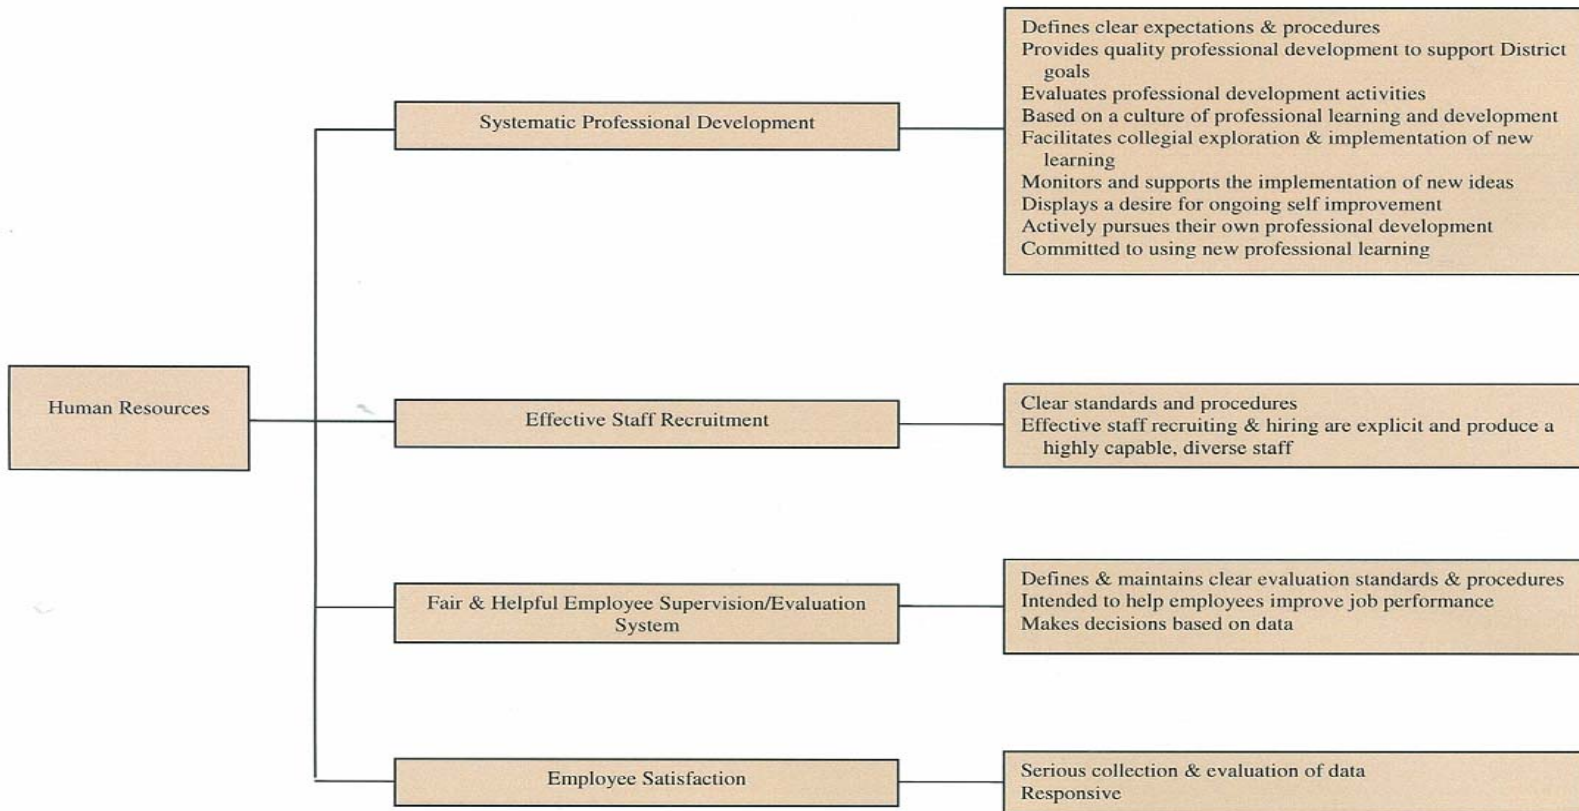 Human Resources
Systematic Professional Development
Defines clear expectations & procedures
Provides quality professional development to support District
goals
Evaluates professional development activities
Based on a culture of professional learning and development
Facilitates collegial exploration & implementation of new
learning
Monitors and supports the implementation of new ideas
Displays a desire for ongoing self improvement
Actively pursues their own professional development
Committed to using new professional learning
Effective Staff Recruitment
Clear standards and procedures
Effective staff recruiting & hiring are explicit and produce a
highly capable, diverse staff
Fair & Helpful Employee Supervision/Evaluation
System
Defines & maintains clear evaluation standards & procedures
Intended to help employees improve job performance
Makes decisions based on data
Employee Satisfaction
Serious collection & evaluation of data
Responsive